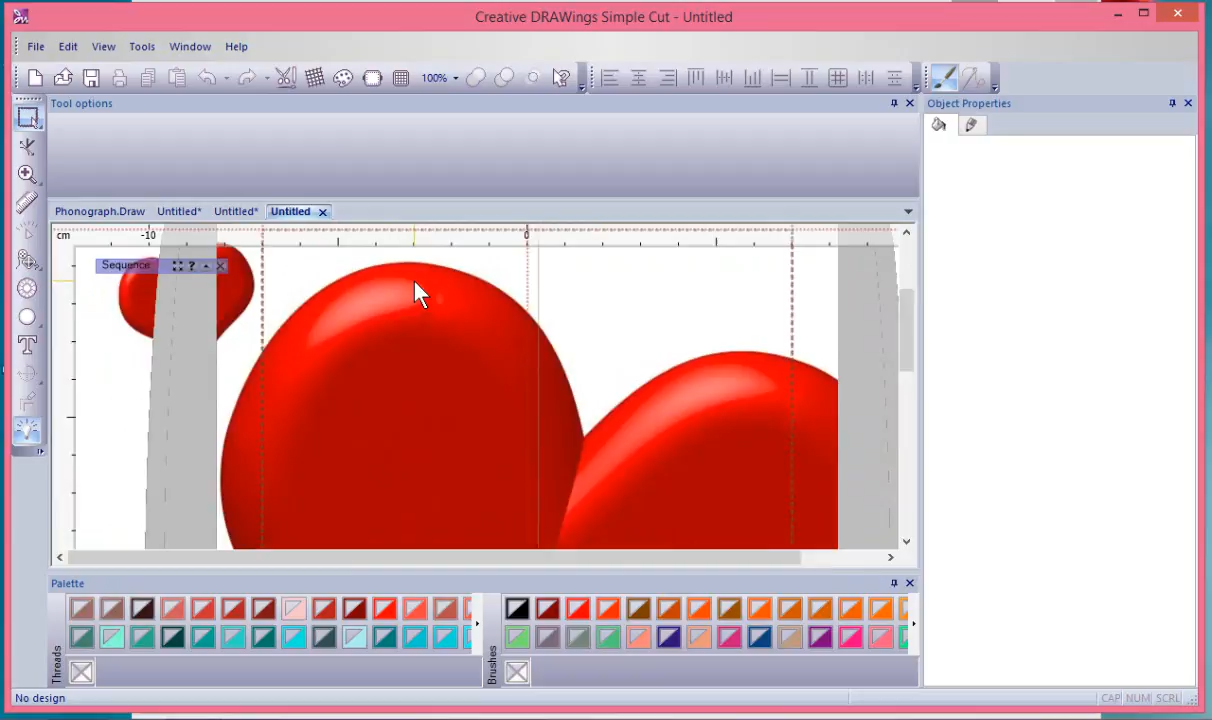 Creative DRAWings Simple Cut - Untitled
File Edit View Tools Window Help
100%
Tool options
Object Properties
Phonograph.Draw Untitled* Untitled* Untitled
cm -10 0
Sequence
Palette
Threads
Brushes
No design
CAP NUM SCRL